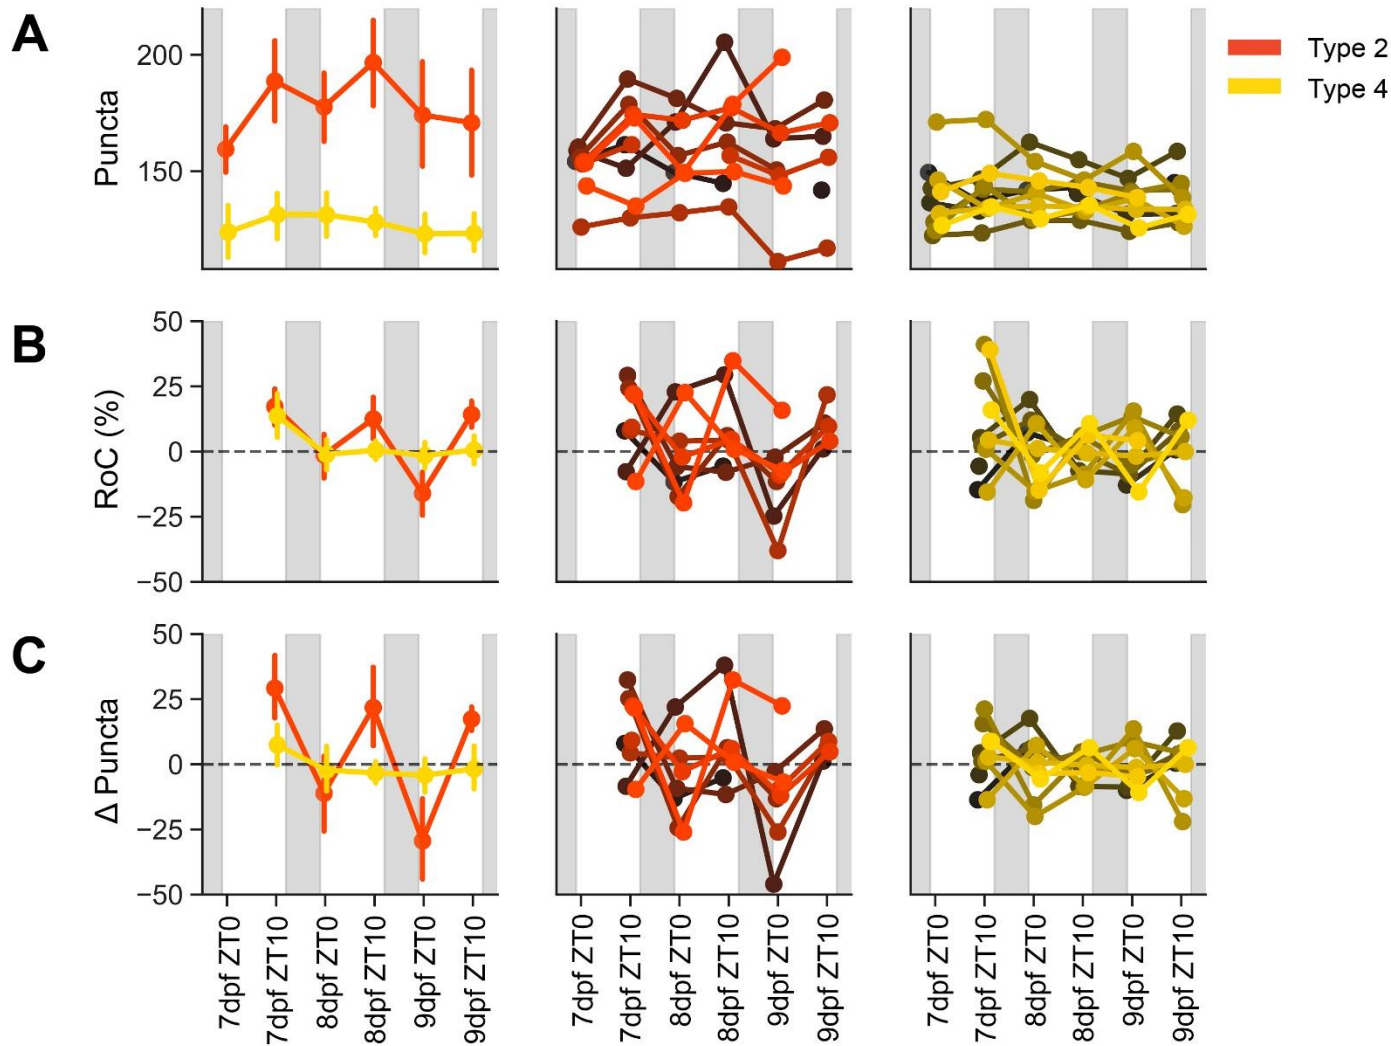 A
Puncta
200
150
Type 2
Type 4
B
RoC (%)
50
25
0
−25
−50
C
Δ Puncta
50
25
0
−25
−50
7dpf ZT0
7dpf ZT10
8dpf ZT0
8dpf ZT10
9dpf ZT0
9dpf ZT10
7dpf ZT0
7dpf ZT10
8dpf ZT0
8dpf ZT10
9dpf ZT0
9dpf ZT10
7dpf ZT0
7dpf ZT10
8dpf ZT0
8dpf ZT10
9dpf ZT0
9dpf ZT10